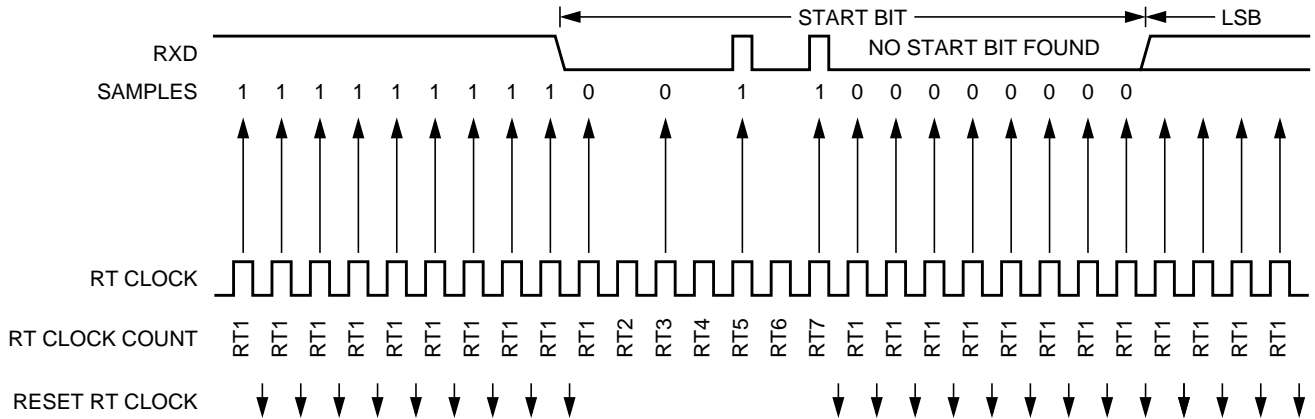 START BIT LSB
RXD NO START BIT FOUND
SAMPLES 1 1 1 1 1 1 1 1 1 0 0 1 1 0 0 0 0 0 0 0 0
RT CLOCK
RT CLOCK COUNT RT1 RT1 RT1 RT1 RT1 RT1 RT1 RT1 RT1 RT1 RT2 RT3 RT4 RT5 RT6 RT7 RT1 RT1 RT1 RT1 RT1 RT1 RT1 RT1 RT1 RT1 RT1 RT1
RESET RT CLOCK